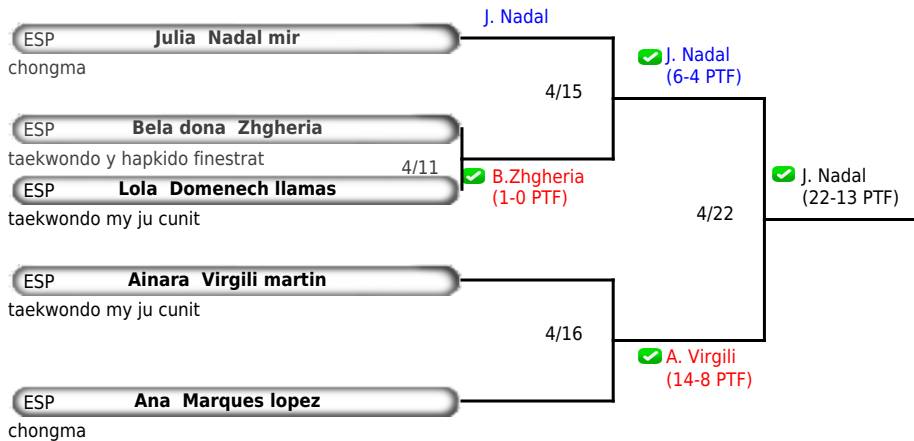 J. Nadal
ESP Julia Nadal mir
chongma
J. Nadal
(6-4 PTF)
4/15
ESP Bela dona Zhgheria
taekwondo y hapkido finestrat
4/11
B.Zhgheria
(1-0 PTF)
ESP Lola Domenech llamas
taekwondo my ju cunit
J. Nadal
(22-13 PTF)
4/22
ESP Ainara Virgili martin
taekwondo my ju cunit
4/16
A. Virgili
(14-8 PTF)
ESP Ana Marques lopez
chongma